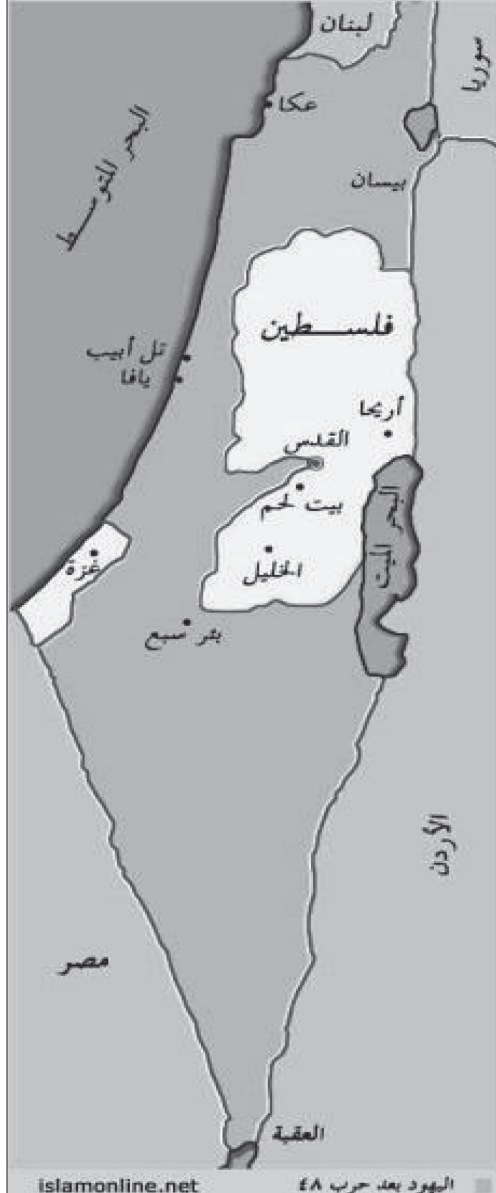 لبنان
سوريا
عكا
البحر المتوسط
بيسان
فلسطين
تل أبيب
يافا
أريحا
القدس
بيت لحم
البحر الميت
الخليل
غزة
بئر سبع
الأردن
مصر
العقبة
اليهود بعد حرب ٤٨
islamonline.net